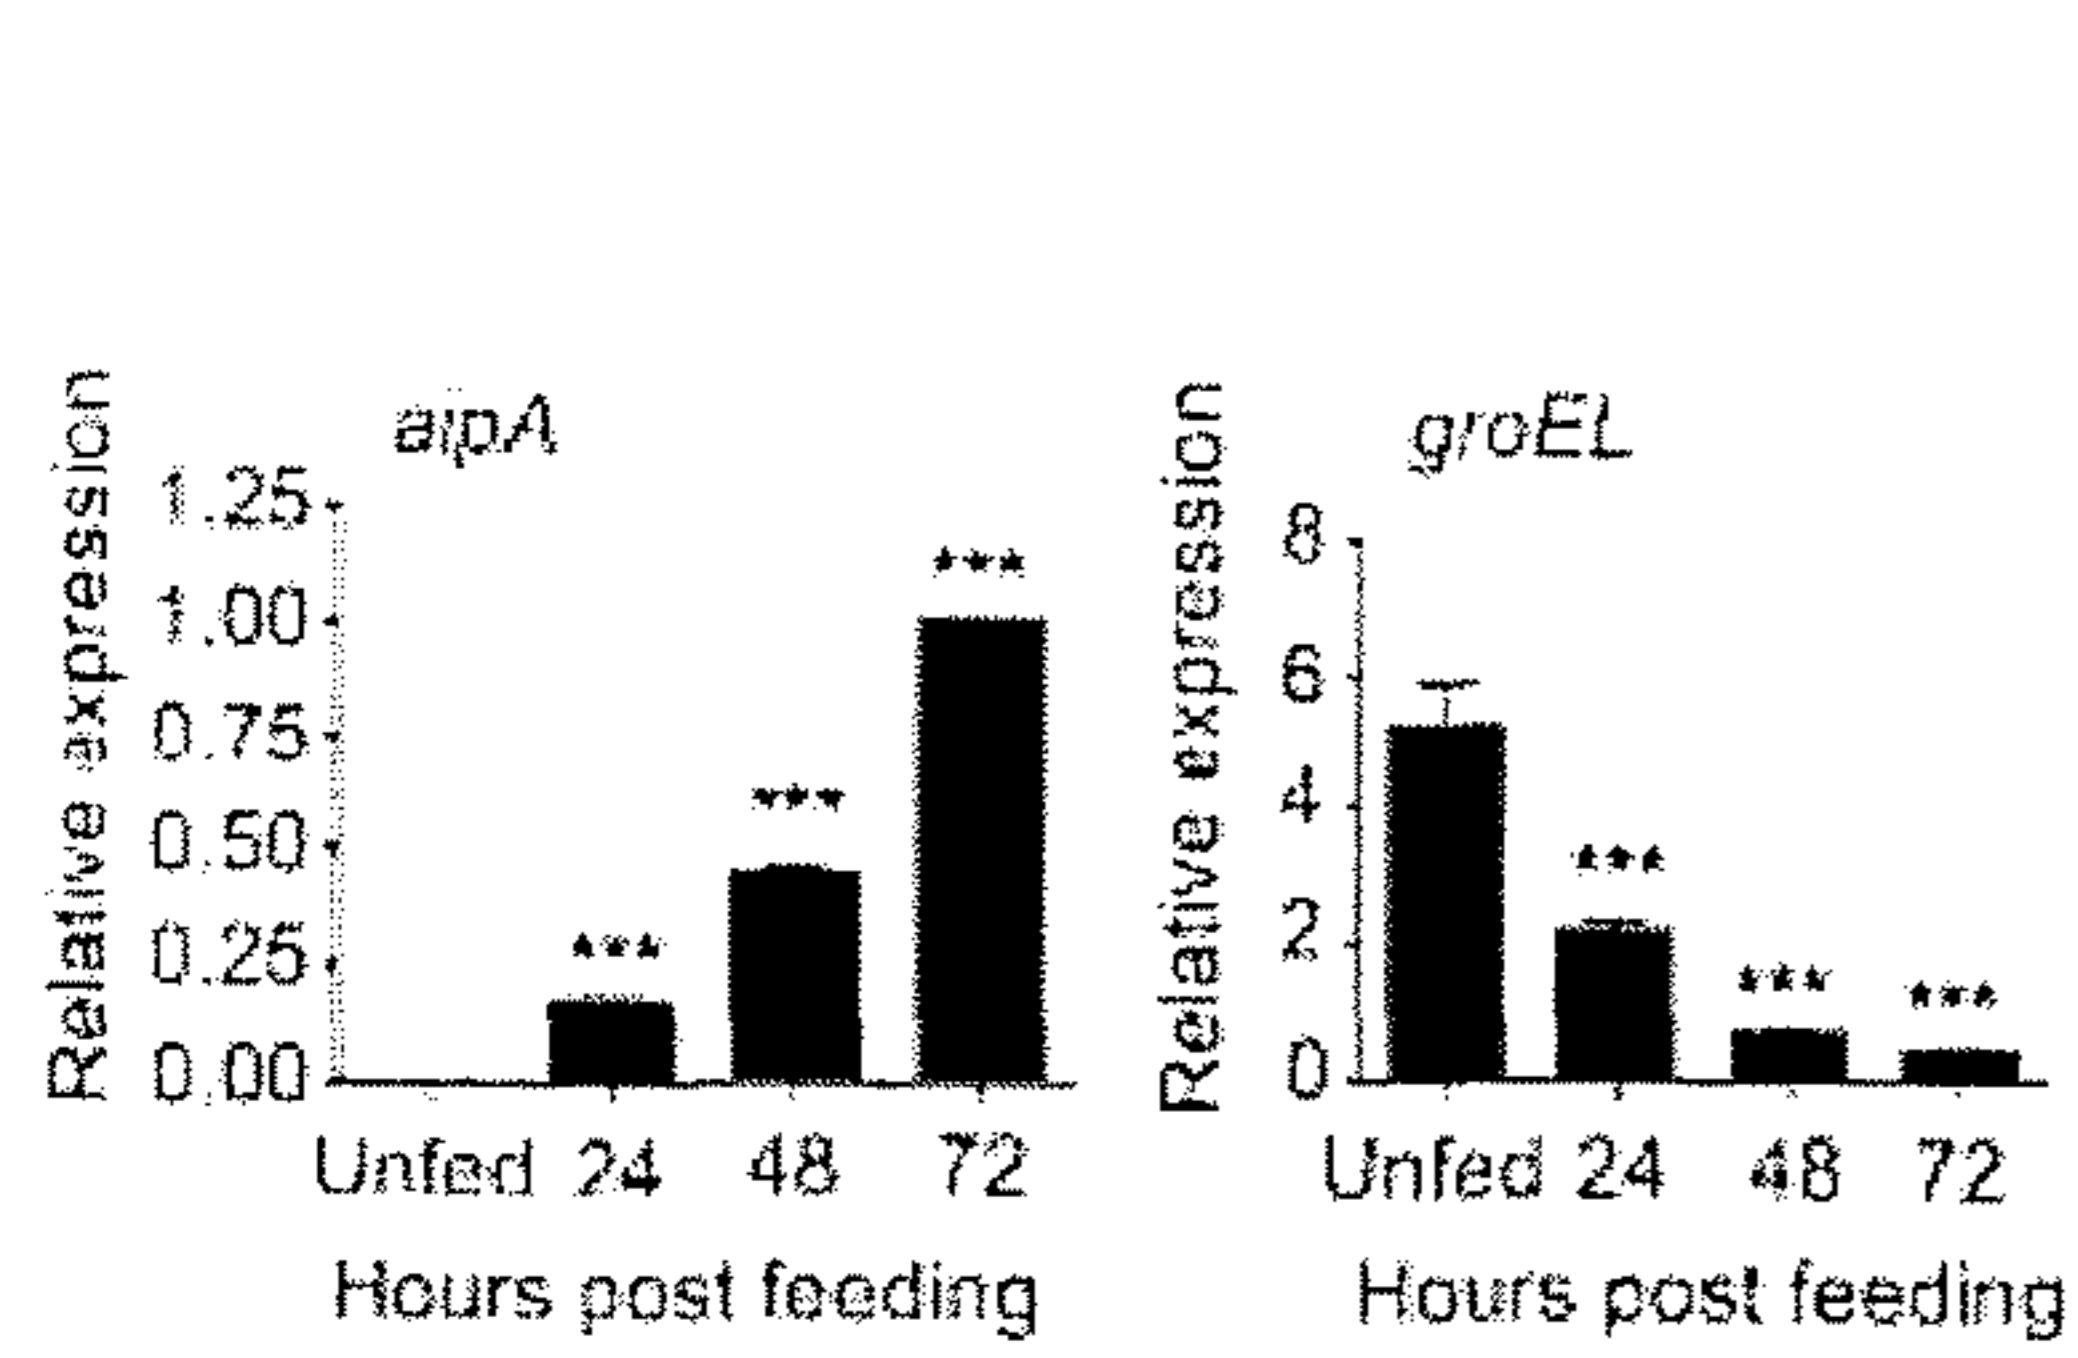 aipA
Relative expression
1.25
1.00
0.75
0.50
0.25
0.00
***
***
***
Unfed 24 48 72
Hours post feeding
groEL
Relative expression
8
6
4
2
0
***
***
***
Unfed 24 48 72
Hours post feeding